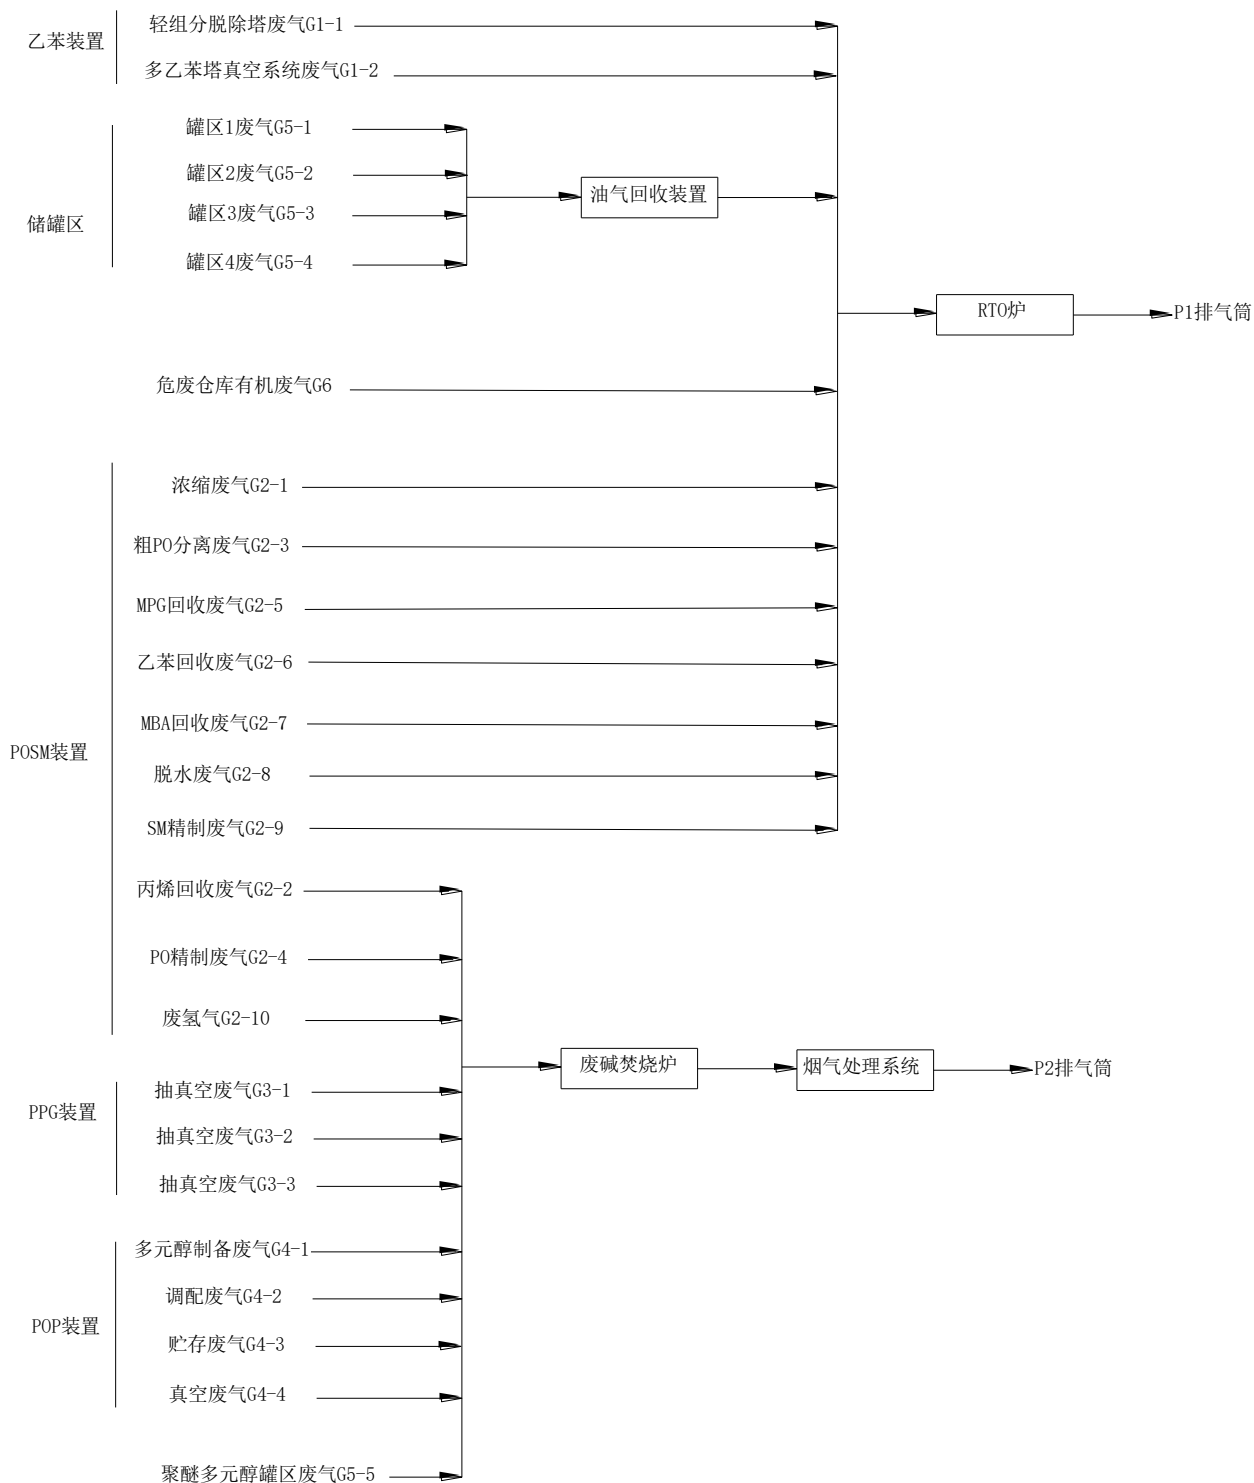 轻组分脱除塔废气G1-1
乙苯装置
多乙苯塔真空系统废气G1-2
罐区1废气G5-1
罐区2废气G5-2
油气回收装置
罐区3废气G5-3
储罐区
罐区4废气G5-4
RTO炉
P1排气筒
危废仓库有机废气G6
浓缩废气G2-1
粗PO分离废气G2-3
MPG回收废气G2-5
乙苯回收废气G2-6
MBA回收废气G2-7
POSM装置
脱水废气G2-8
SM精制废气G2-9
丙烯回收废气G2-2
PO精制废气G2-4
废氢气G2-10
废碱焚烧炉
烟气处理系统
P2排气筒
抽真空废气G3-1
PPG装置
抽真空废气G3-2
抽真空废气G3-3
多元醇制备废气G4-1
调配废气G4-2
POP装置
贮存废气G4-3
真空废气G4-4
聚醚多元醇罐区废气G5-5